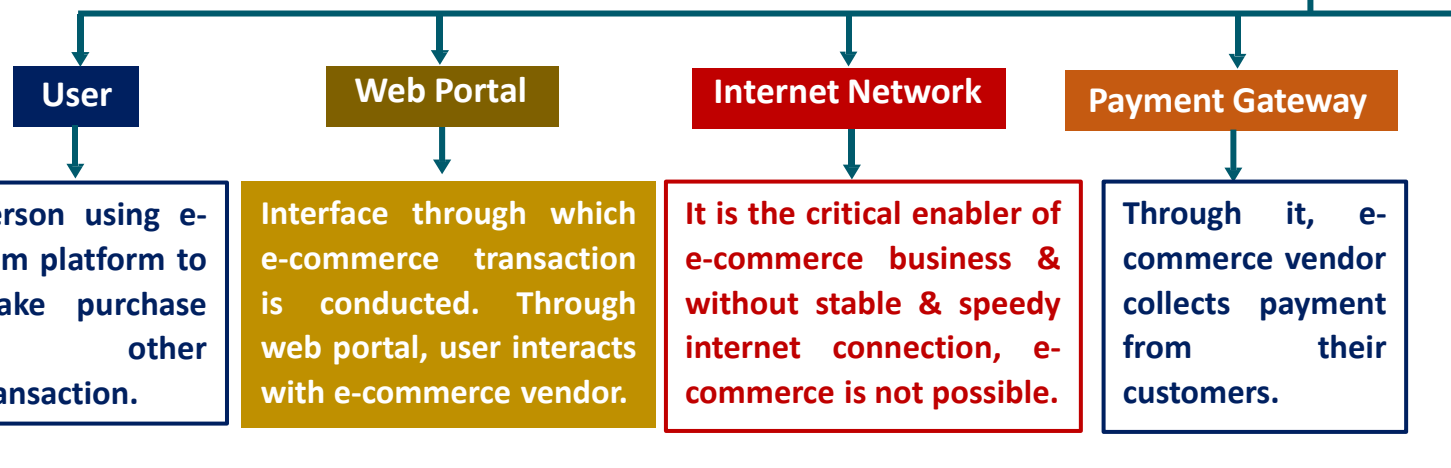 User
erson using e-
m platform to
ake purchase
other
ansaction.
Web Portal
Interface through which
e-commerce transaction
is conducted. Through
web portal, user interacts
with e-commerce vendor.
Internet Network
It is the critical enabler of
e-commerce business &
without stable & speedy
internet connection, e-
commerce is not possible.
Payment Gateway
Through it, e-
commerce vendor
collects payment
from their
customers.